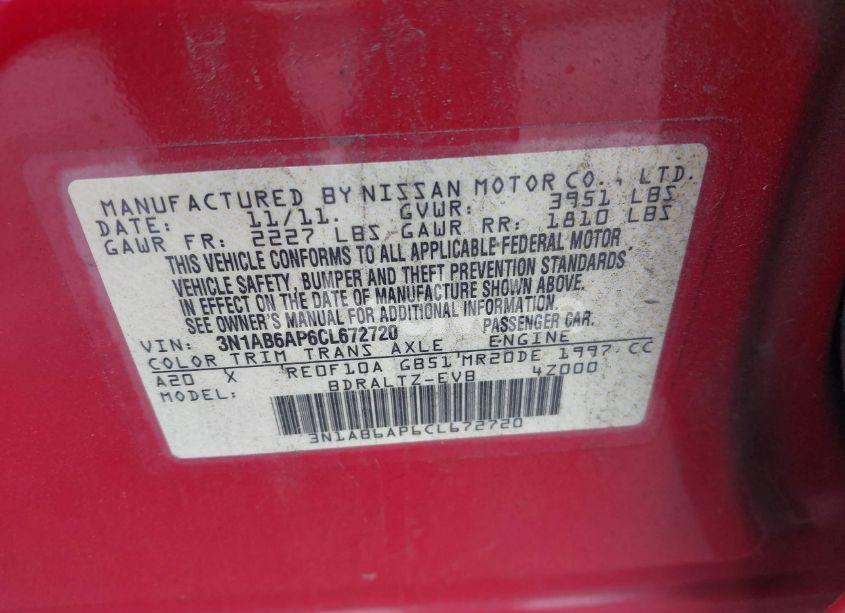 MANUFACTURED BY NISSAN MOTOR CO., LTD.
DATE: 11/11. GVWR: 3951 LBS
GAWR FR: 2227 LBS GAWR RR: 1810 LBS
THIS VEHICLE CONFORMS TO ALL APPLICABLE FEDERAL MOTOR
VEHICLE SAFETY, BUMPER AND THEFT PREVENTION STANDARDS
IN EFFECT ON THE DATE OF MANUFACTURE SHOWN ABOVE.
SEE OWNER'S MANUAL FOR ADDITIONAL INFORMATION.
VIN: 3N1AB6AP6CL672720 PASSENGER CAR.
COLOR TRIM TRANS AXLE ENGINE
A20 X RE0F10A GB51 MR20DE 1997 CC
MODEL: BDRALTZ-EVB 4Z000
3N1AB6AP6CL672720